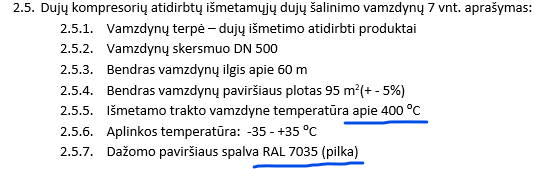 2.5. Dujų kompresorių atidirbtų išmetamųjų dujų šalinimo vamzdynų 7 vnt. aprašymas:
2.5.1. Vamzdynų terpė – dujų išmetimo atidirbti produktai
2.5.2. Vamzdynų skersmuo DN 500
2.5.3. Bendras vamzdynų ilgis apie 60 m
2.5.4. Bendras vamzdynų paviršiaus plotas 95 m²(+ - 5%)
2.5.5. Išmetamo trakto vamzdyne temperatūra apie 400 ⁰C
2.5.6. Aplinkos temperatūra: -35 - +35 ⁰C
2.5.7. Dažomo paviršiaus spalva RAL 7035 (pilka)